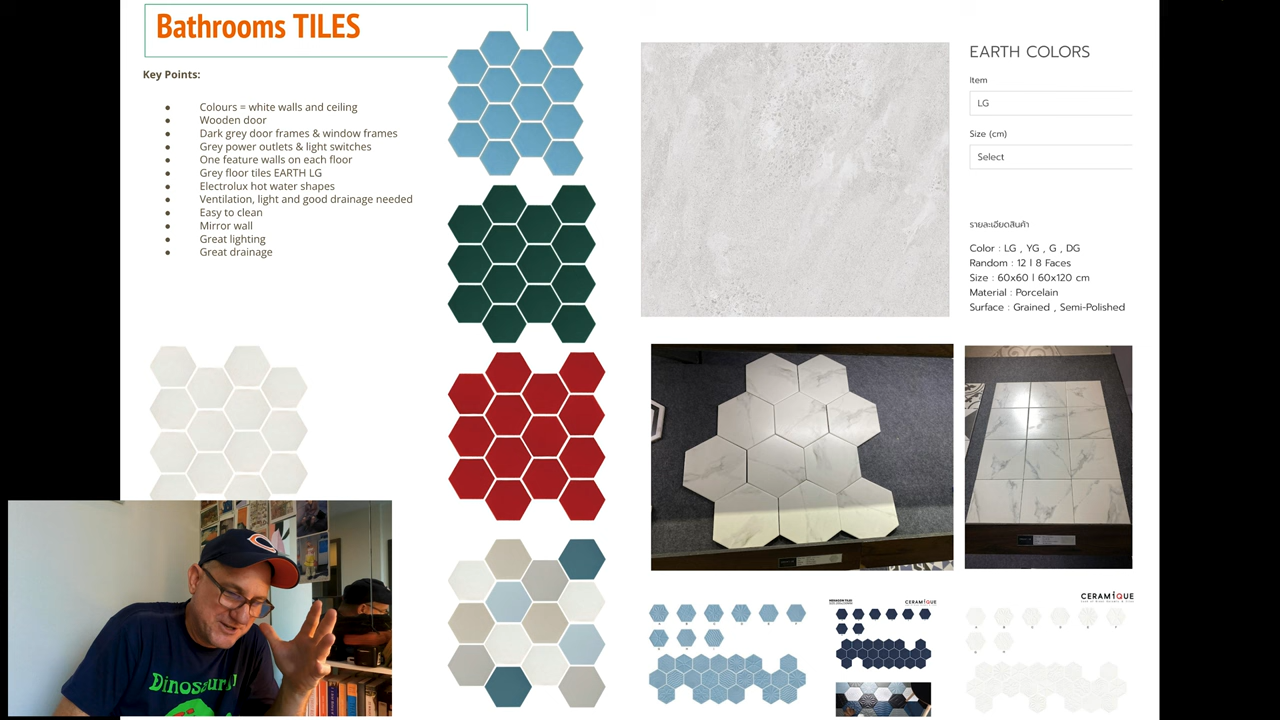 Bathrooms TILES
Key Points:
● Colours = white walls and ceiling
● Wooden door
● Dark grey door frames & window frames
● Grey power outlets & light switches
● One feature walls on each floor
● Grey floor tiles EARTH LG
● Electrolux hot water shapes
● Ventilation, light and good drainage needed
● Easy to clean
● Mirror wall
● Great lighting
● Great drainage
EARTH COLORS
Item
LG
Size (cm)
Select
รายละเอียดสินค้า
Color : LG , YG , G , DG
Random : 12 l 8 Faces
Size : 60x60 l 60x120 cm
Material : Porcelain
Surface : Grained , Semi-Polished
HEXAGON TILES
CERAMIQUE
CERAMIQUE
Dinosaur